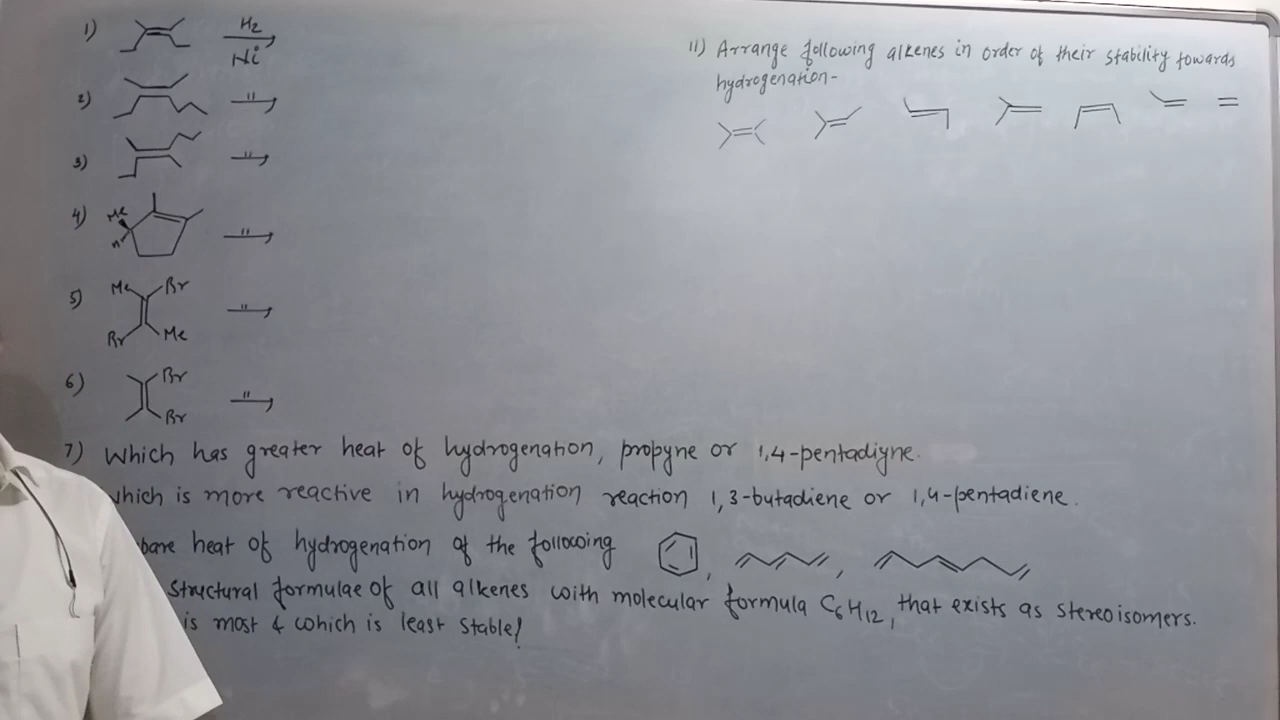 1) H2
Ni
2) "
3) "
4) Me "
5) Me Br "
Br Me
6) Br "
Br
7) Which has greater heat of hydrogenation, propyne or 1,4-pentadiyne.
which is more reactive in hydrogenation reaction 1,3-butadiene or 1,4-pentadiene.
heat of hydrogenation of the following , ,
structural formulae of all alkenes with molecular formula C6H12, that exists as stereoisomers.
is most & which is least stable?
11) Arrange following alkenes in order of their stability towards
hydrogenation-